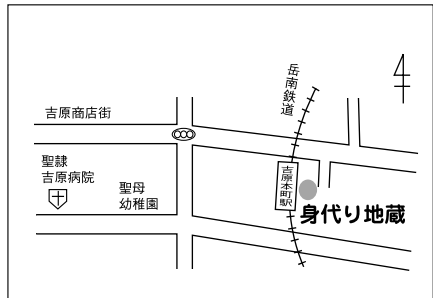 吉原商店街
岳南鉄道
聖隷
吉原病院
聖母
幼稚園
吉原本町駅
身代り地蔵